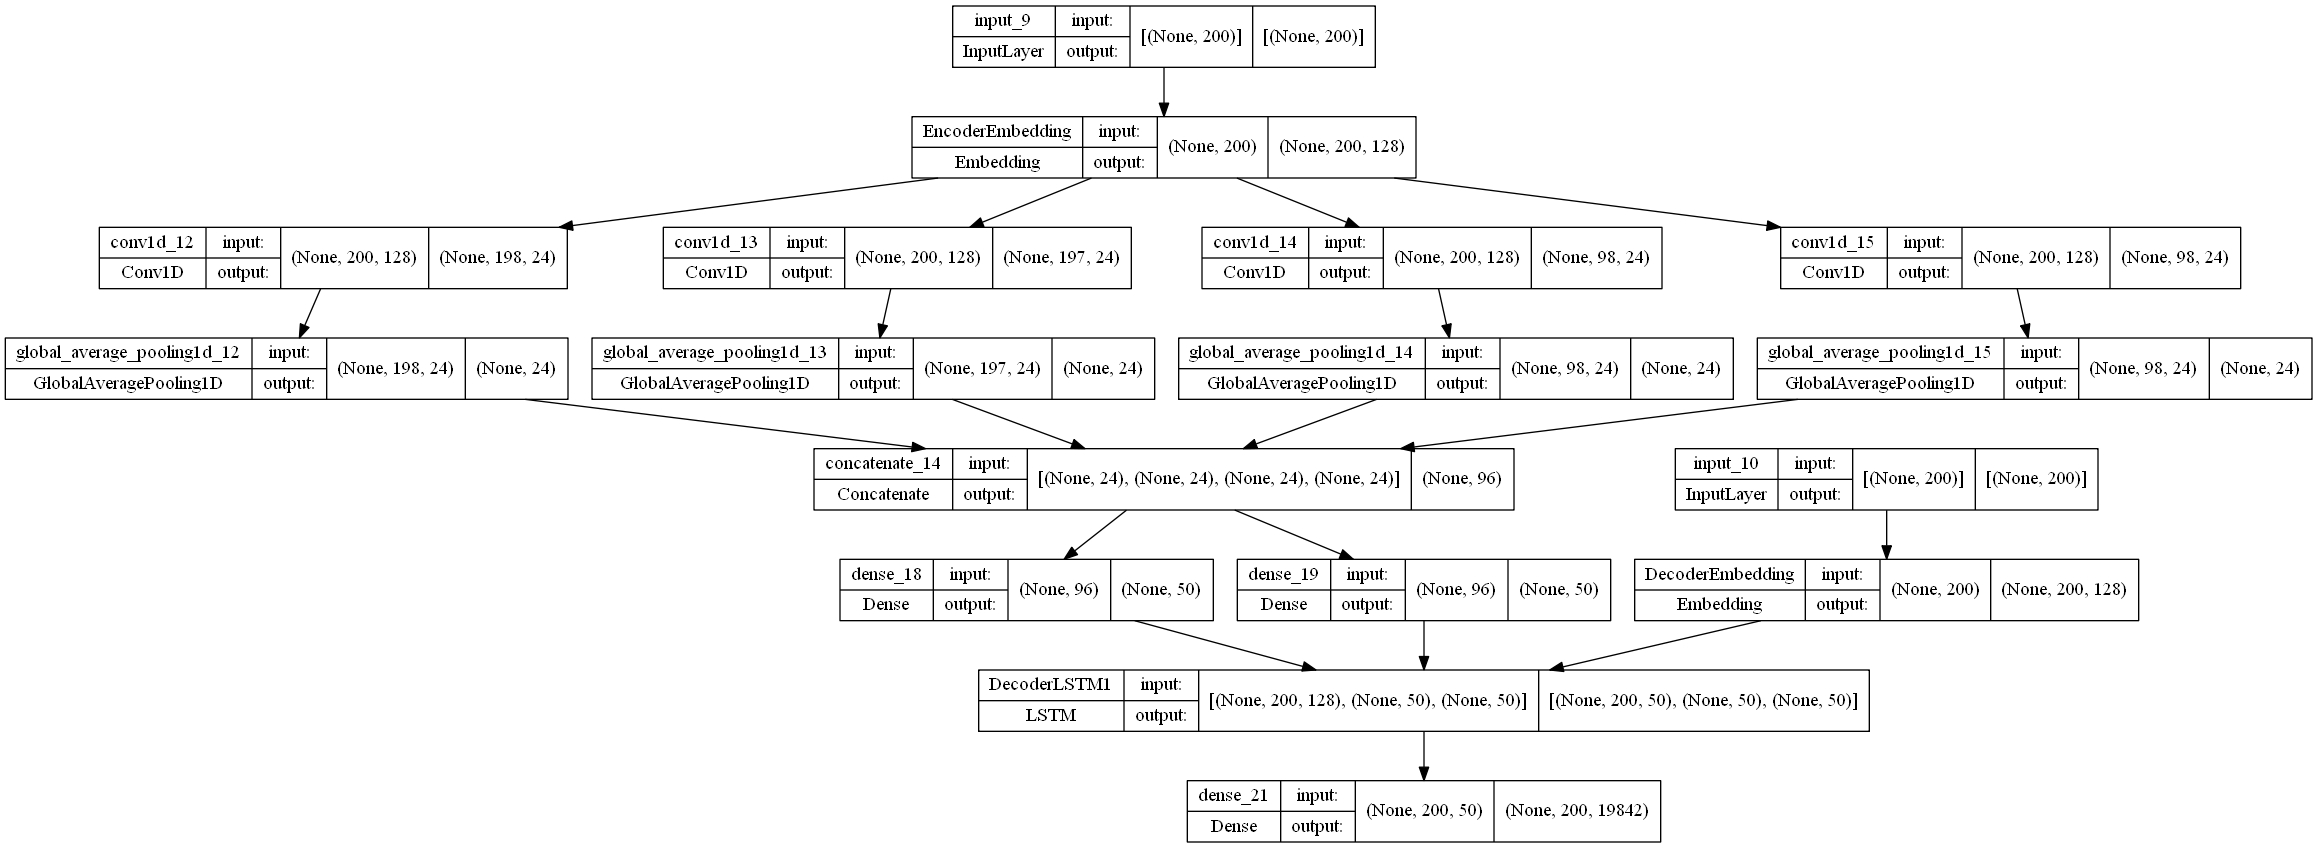 input_9 input: [(None, 200)] [(None, 200)]
InputLayer output:
EncoderEmbedding input: (None, 200) (None, 200, 128)
Embedding output:
conv1d_12 input: (None, 200, 128) (None, 198, 24)
Conv1D output:
conv1d_13 input: (None, 200, 128) (None, 197, 24)
Conv1D output:
conv1d_14 input: (None, 200, 128) (None, 98, 24)
Conv1D output:
conv1d_15 input: (None, 200, 128) (None, 98, 24)
Conv1D output:
global_average_pooling1d_12 input: (None, 198, 24) (None, 24)
GlobalAveragePooling1D output:
global_average_pooling1d_13 input: (None, 197, 24) (None, 24)
GlobalAveragePooling1D output:
global_average_pooling1d_14 input: (None, 98, 24) (None, 24)
GlobalAveragePooling1D output:
global_average_pooling1d_15 input: (None, 98, 24) (None, 24)
GlobalAveragePooling1D output:
concatenate_14 input: [(None, 24), (None, 24), (None, 24), (None, 24)] (None, 96)
Concatenate output:
input_10 input: [(None, 200)] [(None, 200)]
InputLayer output:
dense_18 input: (None, 96) (None, 50)
Dense output:
dense_19 input: (None, 96) (None, 50)
Dense output:
DecoderEmbedding input: (None, 200) (None, 200, 128)
Embedding output:
DecoderLSTM1 input: [(None, 200, 128), (None, 50), (None, 50)] [(None, 200, 50), (None, 50), (None, 50)]
LSTM output:
dense_21 input: (None, 200, 50) (None, 200, 19842)
Dense output: